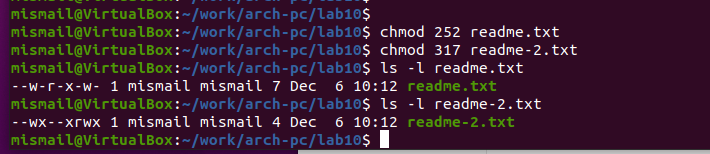 mismail@VirtualBox:~/work/arch-pc/lab10$
mismail@VirtualBox:~/work/arch-pc/lab10$ chmod 252 readme.txt
mismail@VirtualBox:~/work/arch-pc/lab10$ chmod 317 readme-2.txt
mismail@VirtualBox:~/work/arch-pc/lab10$ ls -l readme.txt
--w-r-x-w- 1 mismail mismail 7 Dec  6 10:12 readme.txt
mismail@VirtualBox:~/work/arch-pc/lab10$ ls -l readme-2.txt
--wx--xrwx 1 mismail mismail 4 Dec  6 10:12 readme-2.txt
mismail@VirtualBox:~/work/arch-pc/lab10$